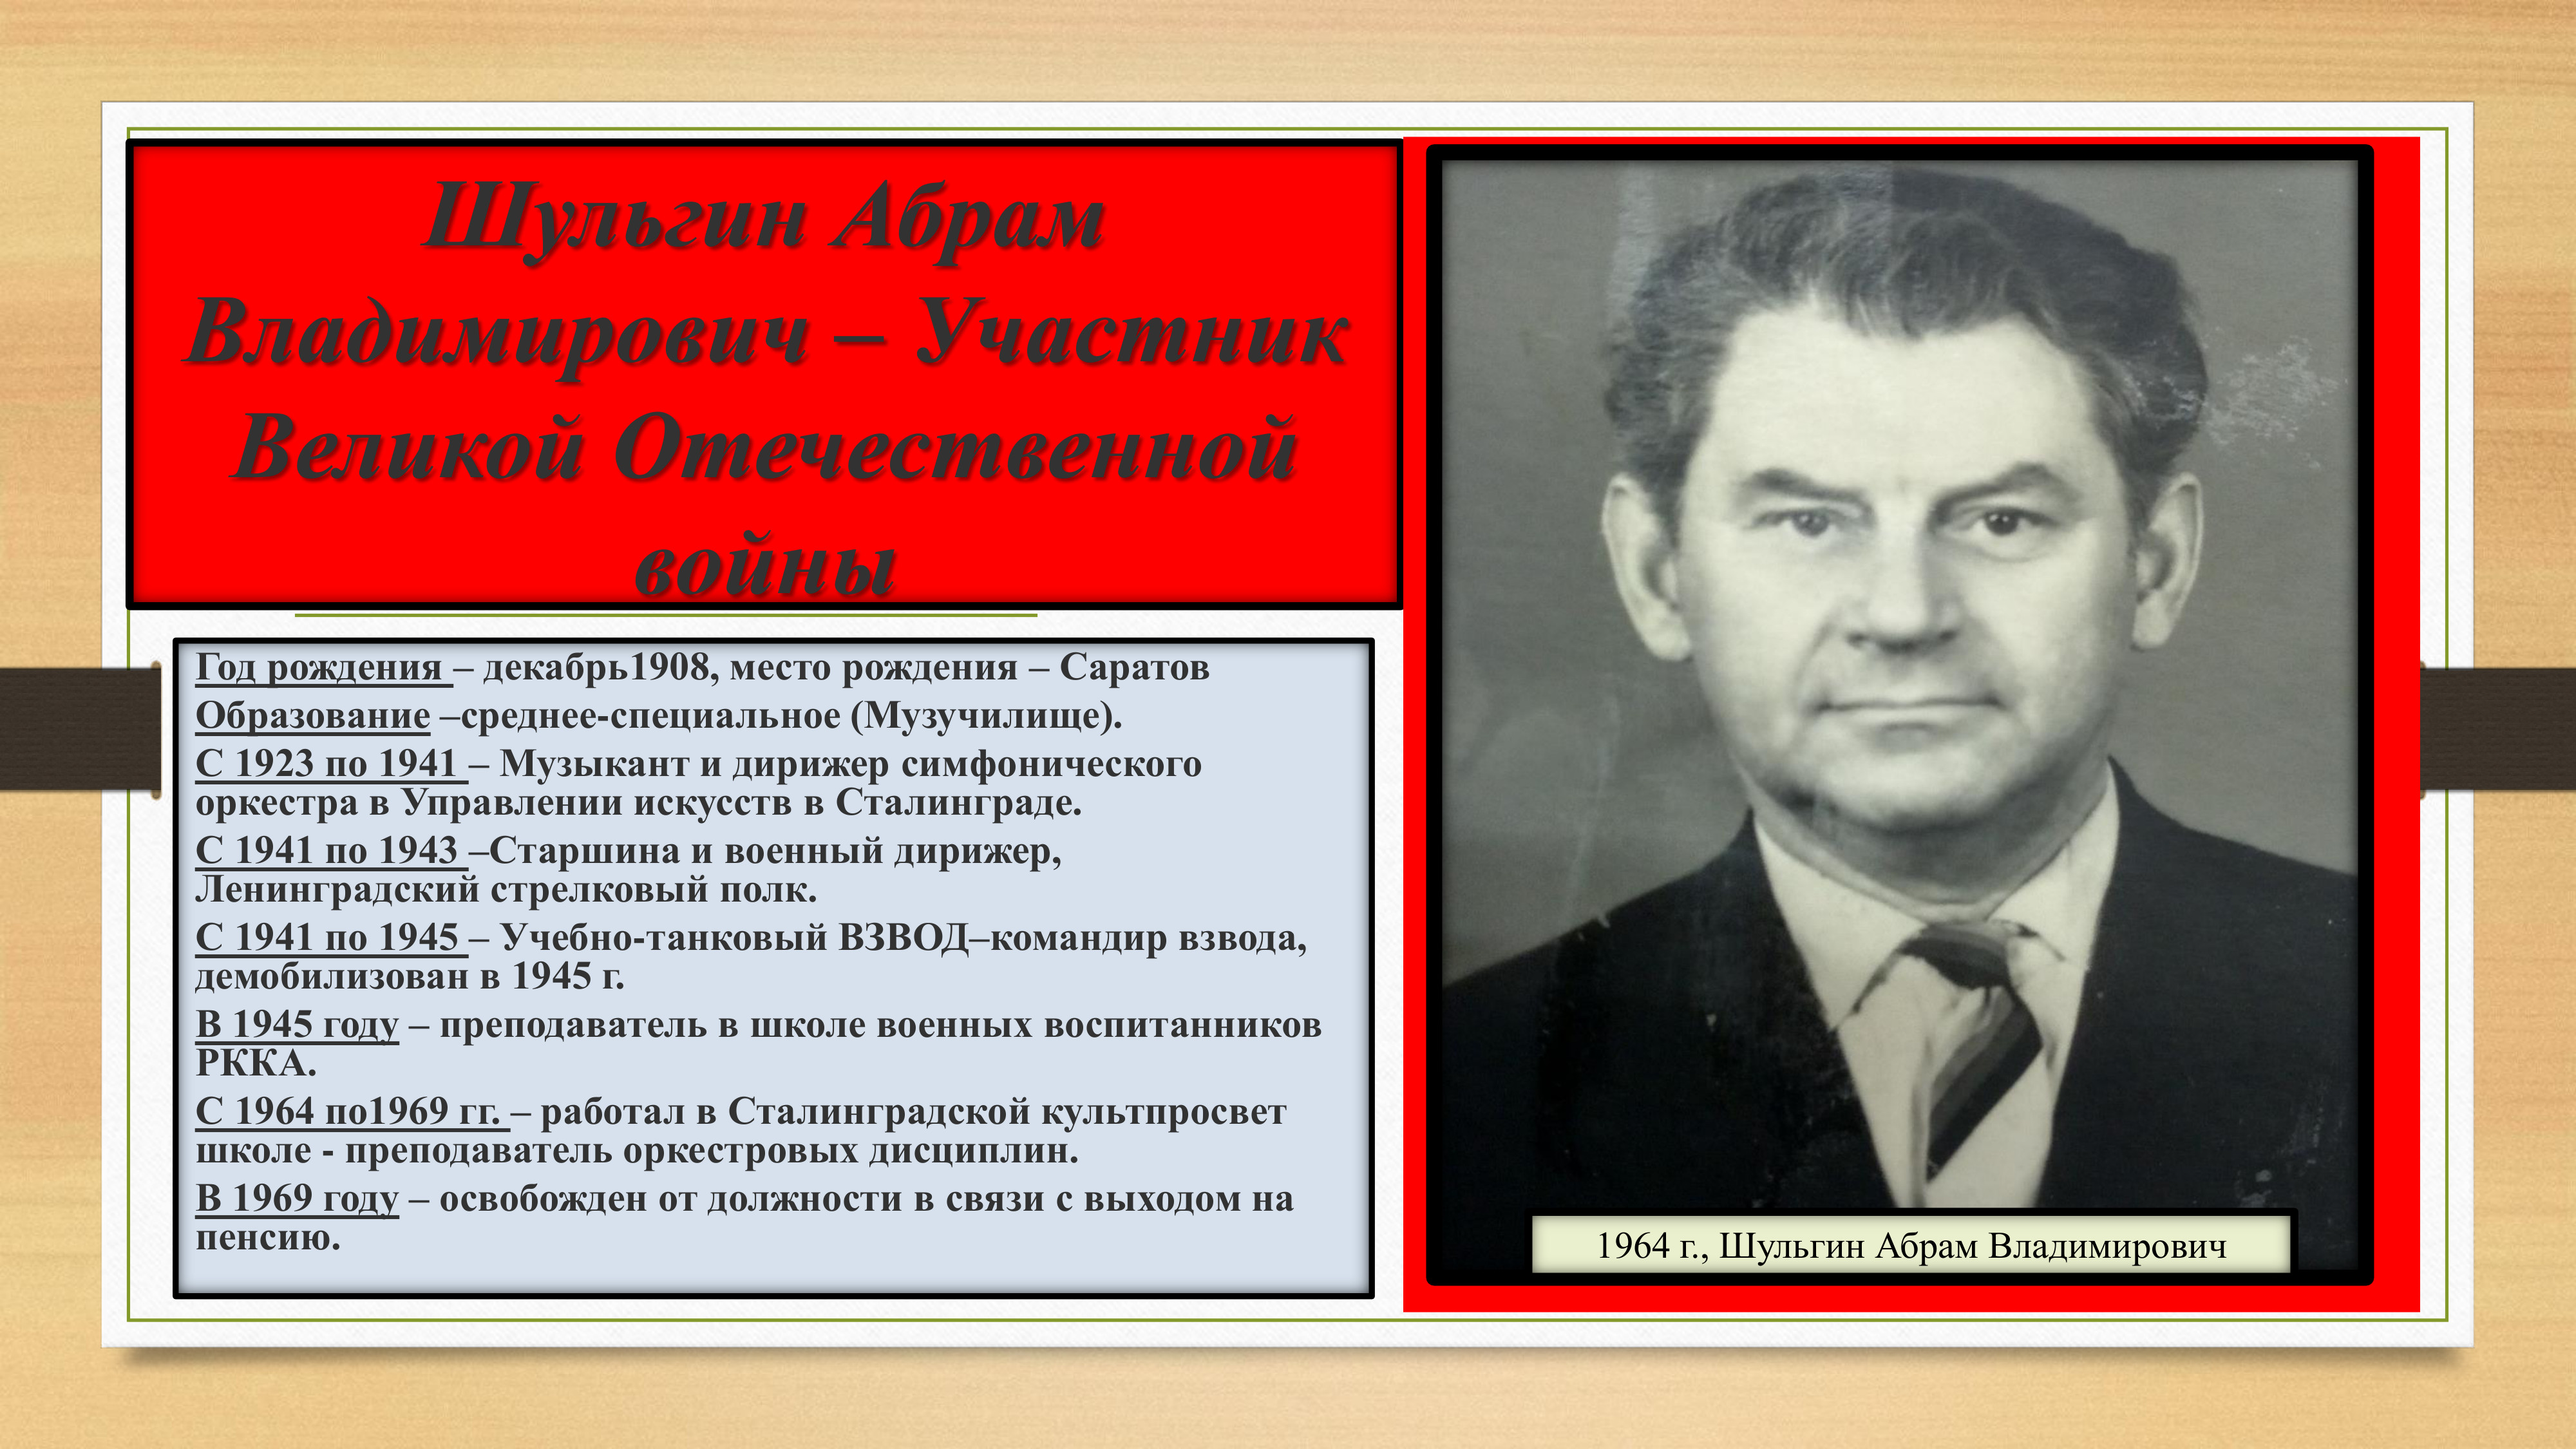 Шульгин Абрам
Владимирович – Участник
Великой Отечественной
войны
Год рождения – декабрь1908, место рождения – Саратов
Образование –среднее-специальное (Музучилище).
С 1923 по 1941 – Музыкант и дирижер симфонического
оркестра в Управлении искусств в Сталинграде.
С 1941 по 1943 –Старшина и военный дирижер,
Ленинградский стрелковый полк.
С 1941 по 1945 – Учебно-танковый ВЗВОД–командир взвода,
демобилизован в 1945 г.
В 1945 году – преподаватель в школе военных воспитанников
РККА.
С 1964 по1969 гг. – работал в Сталинградской культпросвет
школе - преподаватель оркестровых дисциплин.
В 1969 году – освобожден от должности в связи с выходом на
пенсию.
1964 г., Шульгин Абрам Владимирович